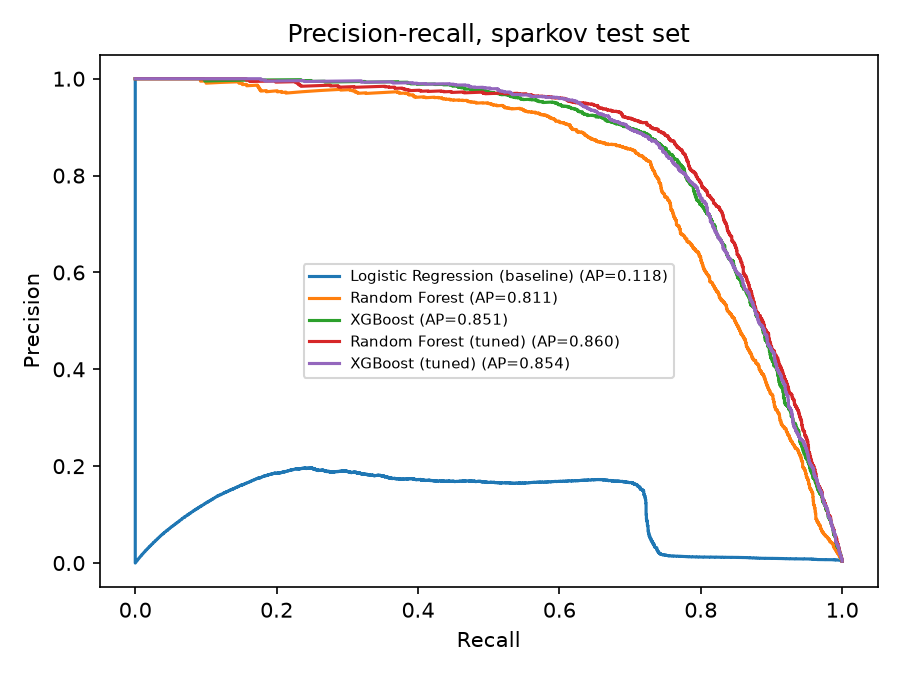 Precision-recall, sparkov test set
Precision
1.0
0.8
0.6
0.4
0.2
0.0
Logistic Regression (baseline) (AP=0.118)
Random Forest (AP=0.811)
XGBoost (AP=0.851)
Random Forest (tuned) (AP=0.860)
XGBoost (tuned) (AP=0.854)
0.0 0.2 0.4 0.6 0.8 1.0
Recall